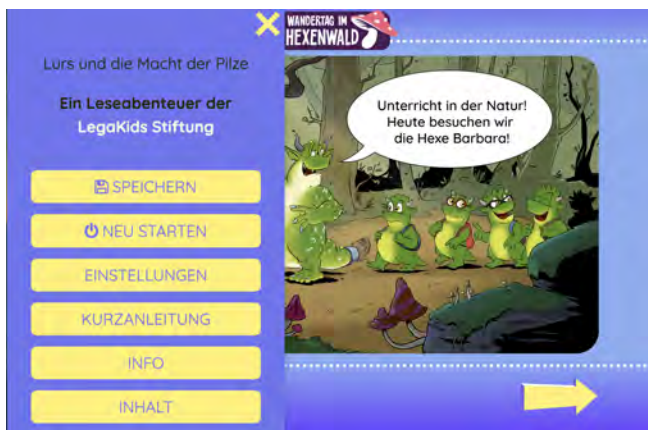 Lurs und die Macht der Pilze
Ein Leseabenteuer der
LegaKids Stiftung
SPEICHERN
NEU STARTEN
EINSTELLUNGEN
KURZANLEITUNG
INFO
INHALT
WANDERTAG IM
HEXENWALD
Unterricht in der Natur!
Heute besuchen wir
die Hexe Barbara!